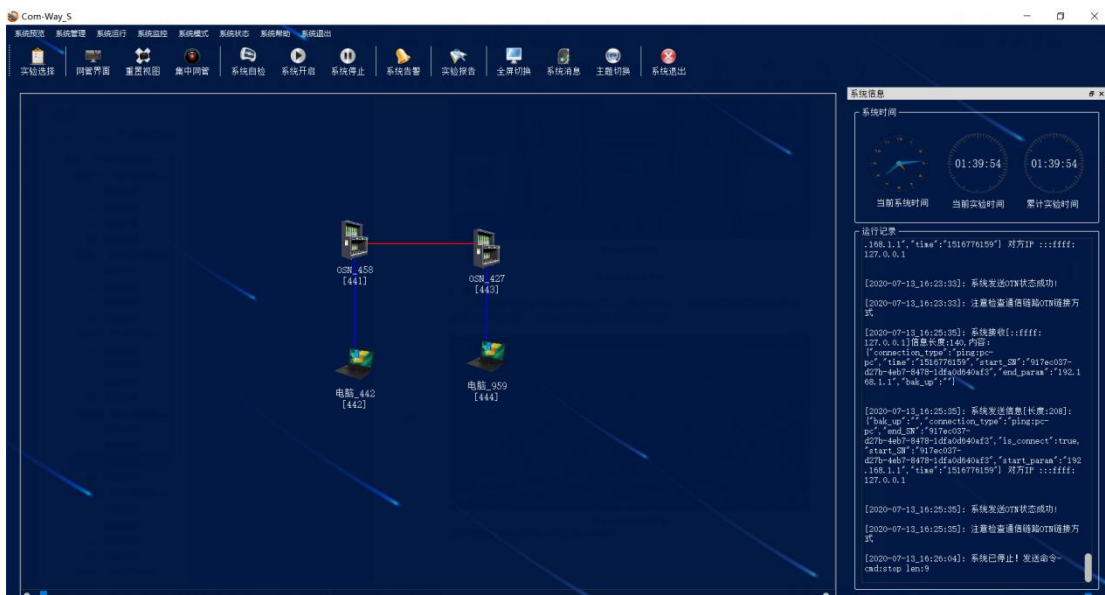 Com-Way_S
系统预览 系统管理 系统运行 系统监控 系统模式 系统状态 系统帮助 系统退出
实验选择 网管界面 重置视图 集中网管 系统自检 系统开启 系统停止 系统告警 实验报告 全屏切换 系统消息 主题切换 系统退出
系统信息
系统时间
01:39:54 01:39:54
当前系统时间 当前实验时间 累计实验时间
OSN_458
[441]
OSN_427
[443]
电脑_442
[442]
电脑_959
[444]
运行记录
.168.1.1","time":"1516776159"} 对方IP :::ffff:
127.0.0.1
[2020-07-13_16:23:33]: 系统发送OTN状态成功!
[2020-07-13_16:23:33]: 注意检查通信链路OTN链接方
式
[2020-07-13_16:25:35]: 系统接收[::ffff:
127.0.0.1]信息长度:140,内容:
{"connection_type":"ping:pc-
pc","time":"1516776159","start_SN":"917ec037-
d27b-4eb7-8478-1dfa0d640af3","end_param":"192.1
68.1.1","bak_up":""}
[2020-07-13_16:25:35]: 系统发送信息[长度:208]:
{"bak_up":"","connection_type":"ping:pc-
pc","end_SN":"917ec037-
d27b-4eb7-8478-1dfa0d640af3","is_connect":true,
"start_SN":"917ec037-
d27b-4eb7-8478-1dfa0d640af3","start_param":"192
.168.1.1","time":"1516776159"} 对方IP :::ffff:
127.0.0.1
[2020-07-13_16:25:35]: 系统发送OTN状态成功!
[2020-07-13_16:25:35]: 注意检查通信链路OTN链接方
式
[2020-07-13_16:26:04]: 系统已停止! 发送命令-
cmd:stop len:9